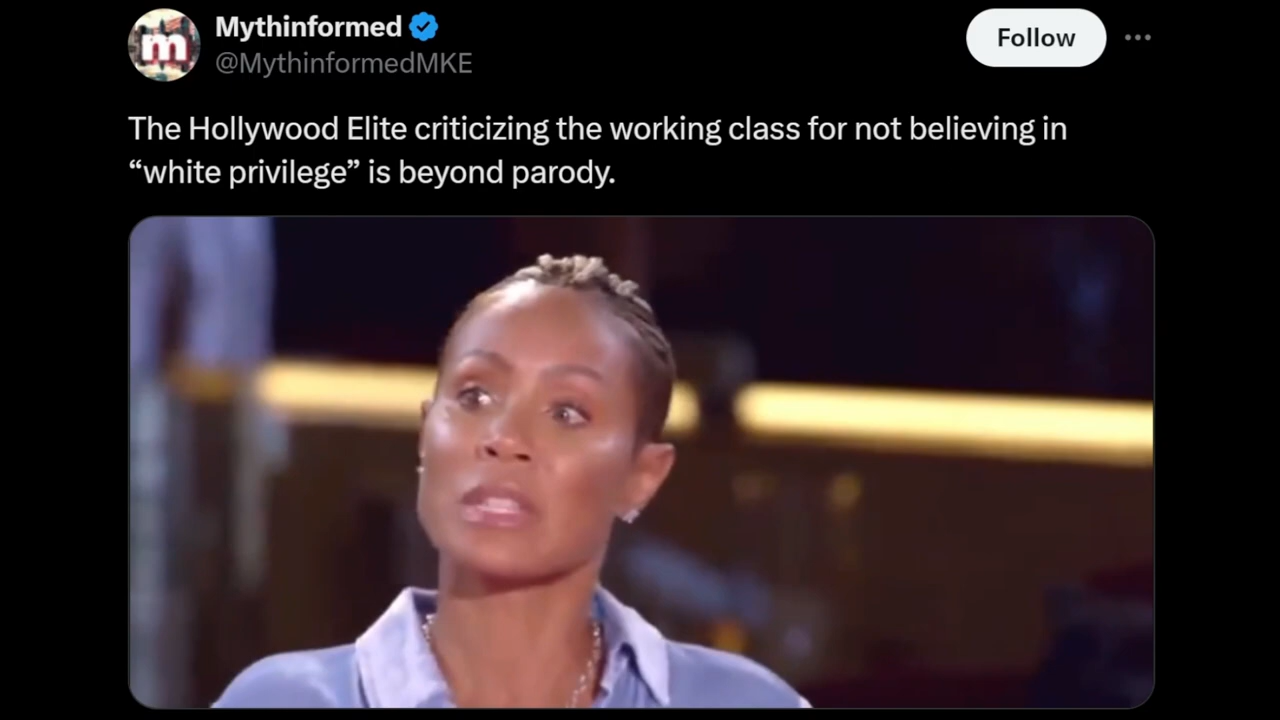 Mythinformed
@MythinformedMKE
Follow
The Hollywood Elite criticizing the working class for not believing in
“white privilege” is beyond parody.
m